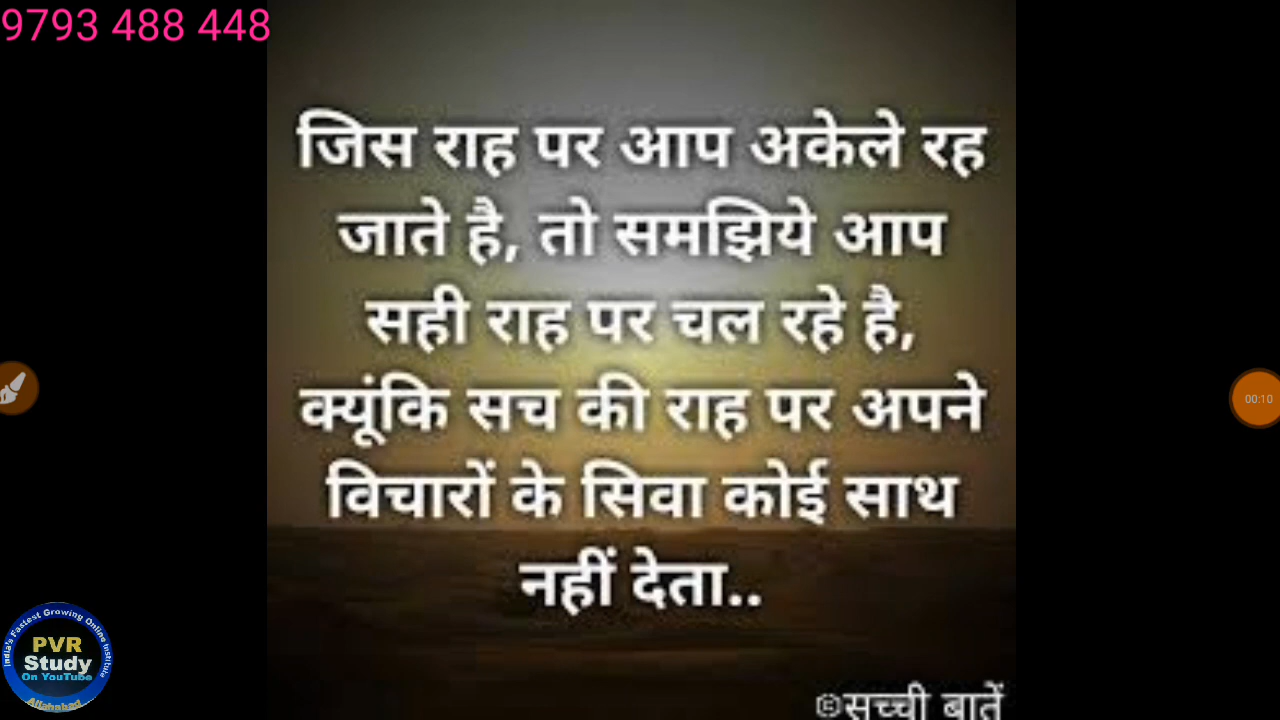 9793 488 448
जिस राह पर आप अकेले रह
जाते है, तो समझिये आप
सही राह पर चल रहे है,
क्यूंकि सच की राह पर अपने
विचारों के सिवा कोई साथ
नहीं देता..
©सच्ची बातें
00:10
India's Fastest Growing Online Institute
PVR
Study
On YouTube
Allahabad